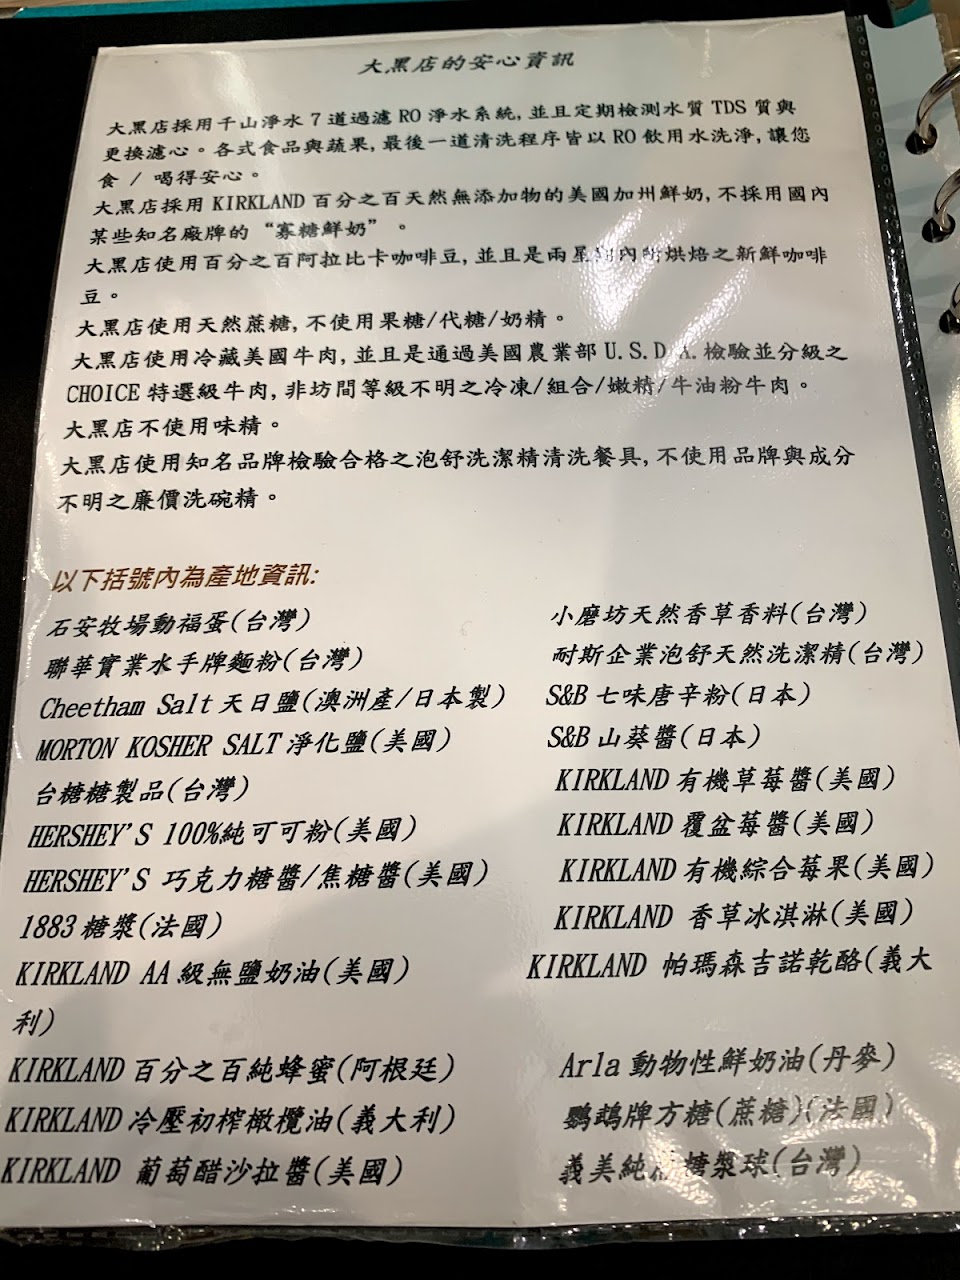 大黑店的安心資訊
大黑店採用千山淨水 7 道過濾 RO 淨水系統, 並且定期檢測水質 TDS 質與
更換濾心。各式食品與蔬果, 最後一道清洗程序皆以 RO 飲用水洗淨, 讓您
食 / 喝得安心。
大黑店採用 KIRKLAND 百分之百天然無添加物的美國加州鮮奶, 不採用國內
某些知名廠牌的 “寡糖鮮奶” 。
大黑店使用百分之百阿拉比卡咖啡豆, 並且是兩星期內所烘焙之新鮮咖啡
豆。
大黑店使用天然蔗糖, 不使用果糖/代糖/奶精。
大黑店使用冷藏美國牛肉, 並且是通過美國農業部 U.S.D.A. 檢驗並分級之
CHOICE 特選級牛肉, 非坊間等級不明之冷凍/組合/嫩精/牛油粉牛肉。
大黑店不使用味精。
大黑店使用知名品牌檢驗合格之泡舒洗潔精清洗餐具, 不使用品牌與成分
不明之廉價洗碗精。
以下括號內為產地資訊:
石安牧場動福蛋(台灣) 小磨坊天然香草香料(台灣)
聯華實業水手牌麵粉(台灣) 耐斯企業泡舒天然洗潔精(台灣)
Cheetham Salt 天日鹽(澳洲產/日本製) S&B 七味唐辛粉(日本)
MORTON KOSHER SALT 淨化鹽(美國) S&B 山葵醬(日本)
台糖糖製品(台灣) KIRKLAND 有機草莓醬(美國)
HERSHEY'S 100%純可可粉(美國) KIRKLAND 覆盆莓醬(美國)
HERSHEY'S 巧克力糖醬/焦糖醬(美國) KIRKLAND 有機綜合莓果(美國)
1883 糖漿(法國) KIRKLAND 香草冰淇淋(美國)
KIRKLAND AA 級無鹽奶油(美國) KIRKLAND 帕瑪森吉諾乾酪(義大
利)
KIRKLAND 百分之百純蜂蜜(阿根廷) Arla 動物性鮮奶油(丹麥)
KIRKLAND 冷壓初榨橄欖油(義大利) 鸚鵡牌方糖(蔗糖)(法國)
KIRKLAND 葡萄醋沙拉醬(美國) 義美純糖漿球(台灣)